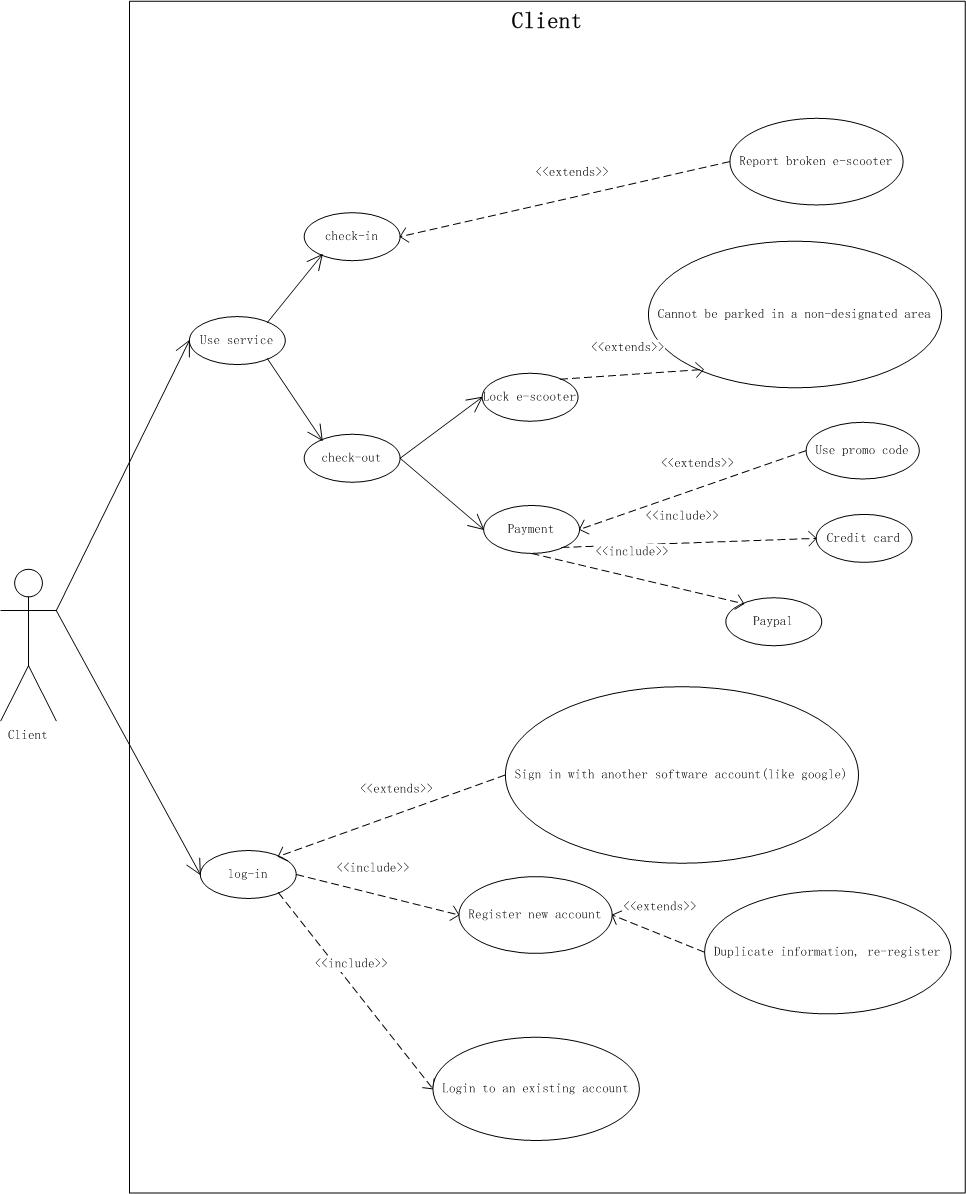 Client
Report broken e-scooter
<<extends>>
check-in
Cannot be parked in a non-designated area
Use service
<<extends>>
Lock e-scooter
Use promo code
check-out
<<extends>>
<<include>>
Payment
Credit card
<<include>>
Paypal
Client
Sign in with another software account(like google)
<<extends>>
<<include>>
log-in
<<extends>>
Register new account
Duplicate information, re-register
<<include>>
Login to an existing account